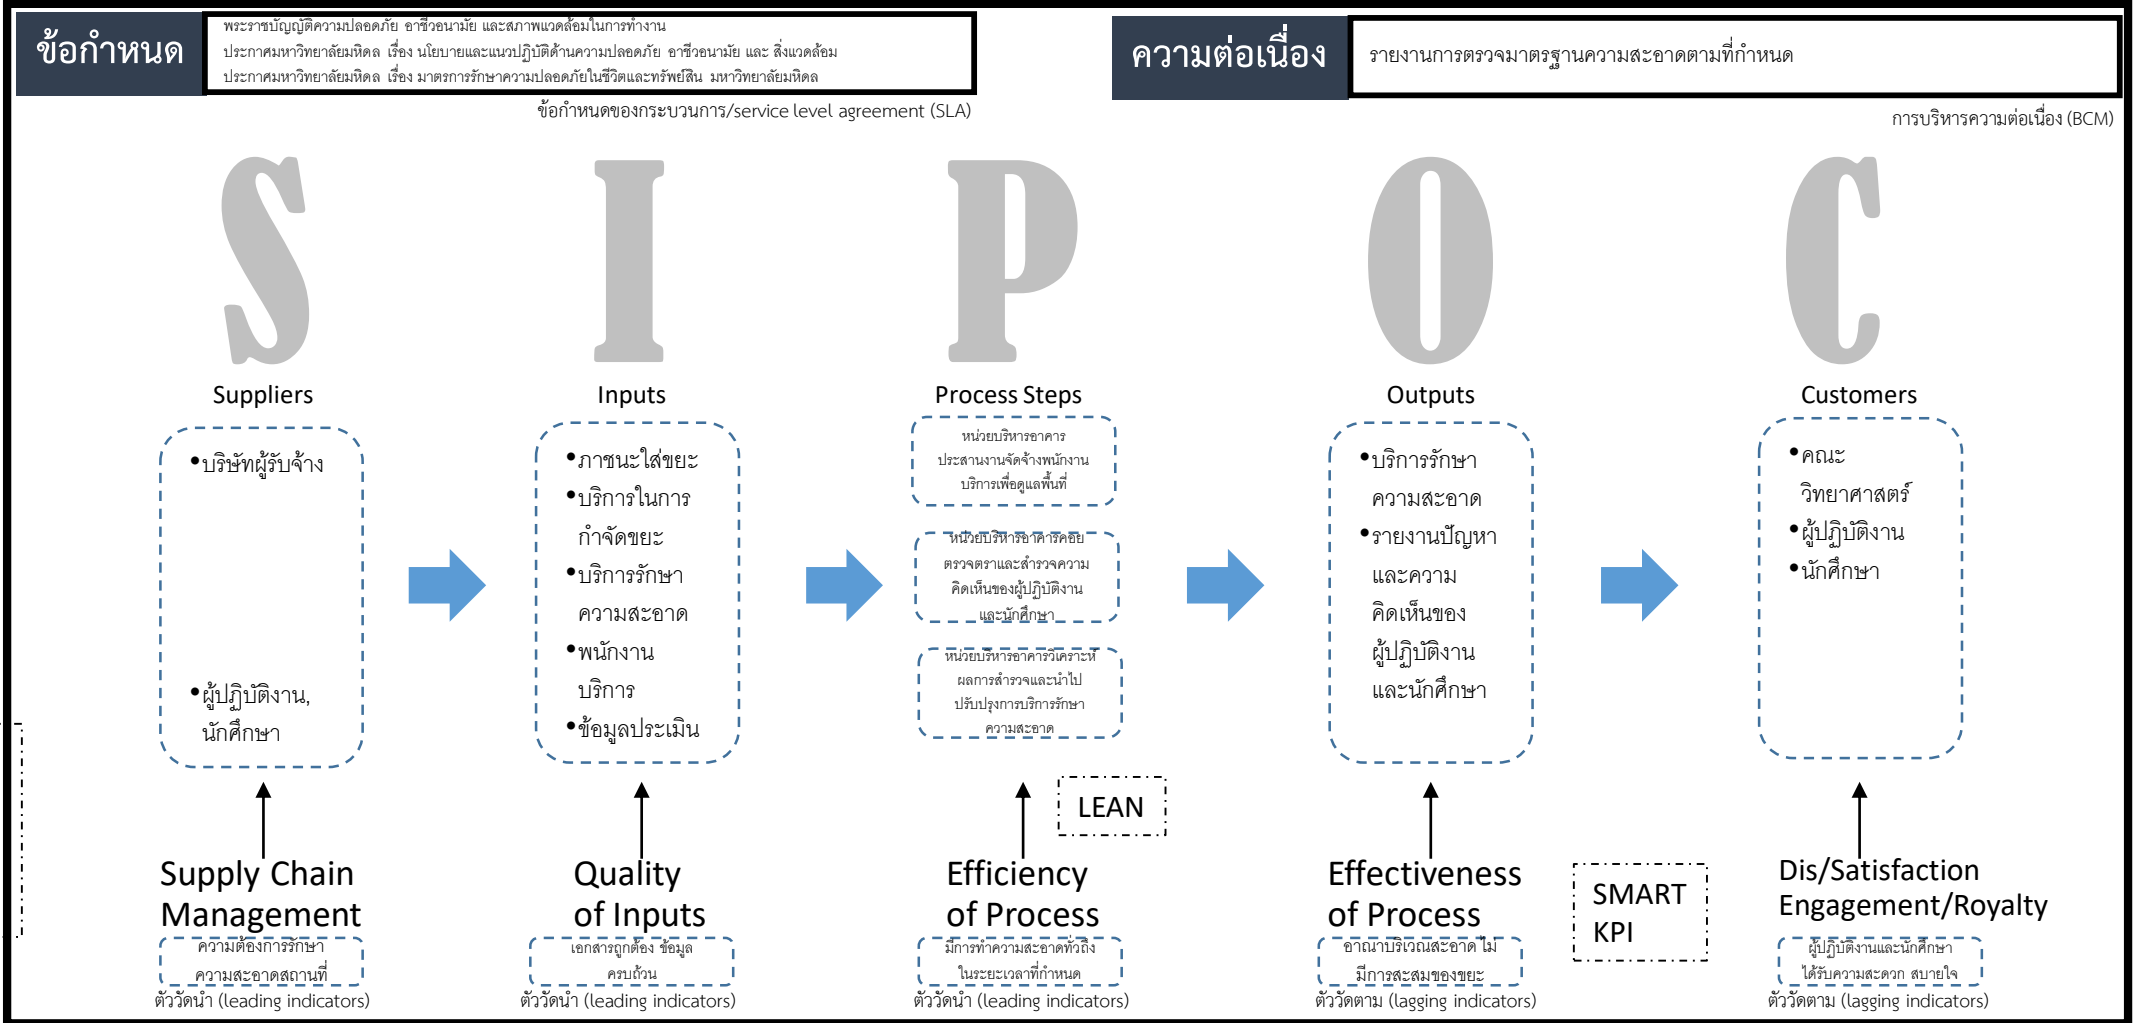 ข้อกำหนด
พระราชบัญญัติความปลอดภัย อาชีวอนามัย และสภาพแวดล้อมในการทำงาน
ประกาศมหาวิทยาลัยมหิดล เรื่อง นโยบายและแนวปฏิบัติด้านความปลอดภัย อาชีวอนามัย และ สิ่งแวดล้อม
ประกาศมหาวิทยาลัยมหิดล เรื่อง มาตรการรักษาความปลอดภัยในชีวิตและทรัพย์สิน มหาวิทยาลัยมหิดล
ข้อกำหนดของกระบวนการ/service level agreement (SLA)
ความต่อเนื่อง
รายงานการตรวจมาตรฐานความสะอาดตามที่กำหนด
การบริหารความต่อเนื่อง (BCM)
S I P O C
Suppliers
•บริษัทผู้รับจ้าง
•ผู้ปฏิบัติงาน,
นักศึกษา
Supply Chain
Management
ความต้องการรักษา
ความสะอาดสถานที่
ตัววัดนำ (leading indicators)
Inputs
•ภาชนะใส่ขยะ
•บริการในการ
กำจัดขยะ
•บริการรักษา
ความสะอาด
•พนักงาน
บริการ
•ข้อมูลประเมิน
Quality
of Inputs
เอกสารถูกต้อง ข้อมูล
ครบถ้วน
ตัววัดนำ (leading indicators)
Process Steps
หน่วยบริหารอาคาร
ประสานงานจัดจ้างพนักงาน
บริการเพื่อดูแลพื้นที่
หน่วยบริหารอาคารคอย
ตรวจตราและสำรวจความ
คิดเห็นของผู้ปฏิบัติงาน
และนักศึกษา
หน่วยบริหารอาคารวิเคราะห์
ผลการสำรวจและนำไป
ปรับปรุงการบริการรักษา
ความสะอาด
LEAN
Efficiency
of Process
มีการทำความสะอาดทั่วถึง
ในระยะเวลาที่กำหนด
ตัววัดนำ (leading indicators)
Outputs
•บริการรักษา
ความสะอาด
•รายงานปัญหา
และความ
คิดเห็นของ
ผู้ปฏิบัติงาน
และนักศึกษา
Effectiveness
of Process
อาณาบริเวณสะอาด ไม่
มีการสะสมของขยะ
ตัววัดตาม (lagging indicators)
SMART
KPI
Customers
•คณะ
วิทยาศาสตร์
•ผู้ปฏิบัติงาน
•นักศึกษา
Dis/Satisfaction
Engagement/Royalty
ผู้ปฏิบัติงานและนักศึกษา
ได้รับความสะดวก สบายใจ
ตัววัดตาม (lagging indicators)